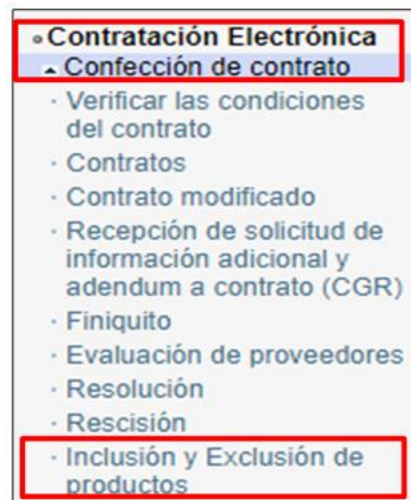 Contratación Electrónica
Confección de contrato
· Verificar las condiciones
del contrato
· Contratos
· Contrato modificado
· Recepción de solicitud de
información adicional y
adendum a contrato (CGR)
· Finiquito
· Evaluación de proveedores
· Resolución
· Rescisión
· Inclusión y Exclusión de
productos